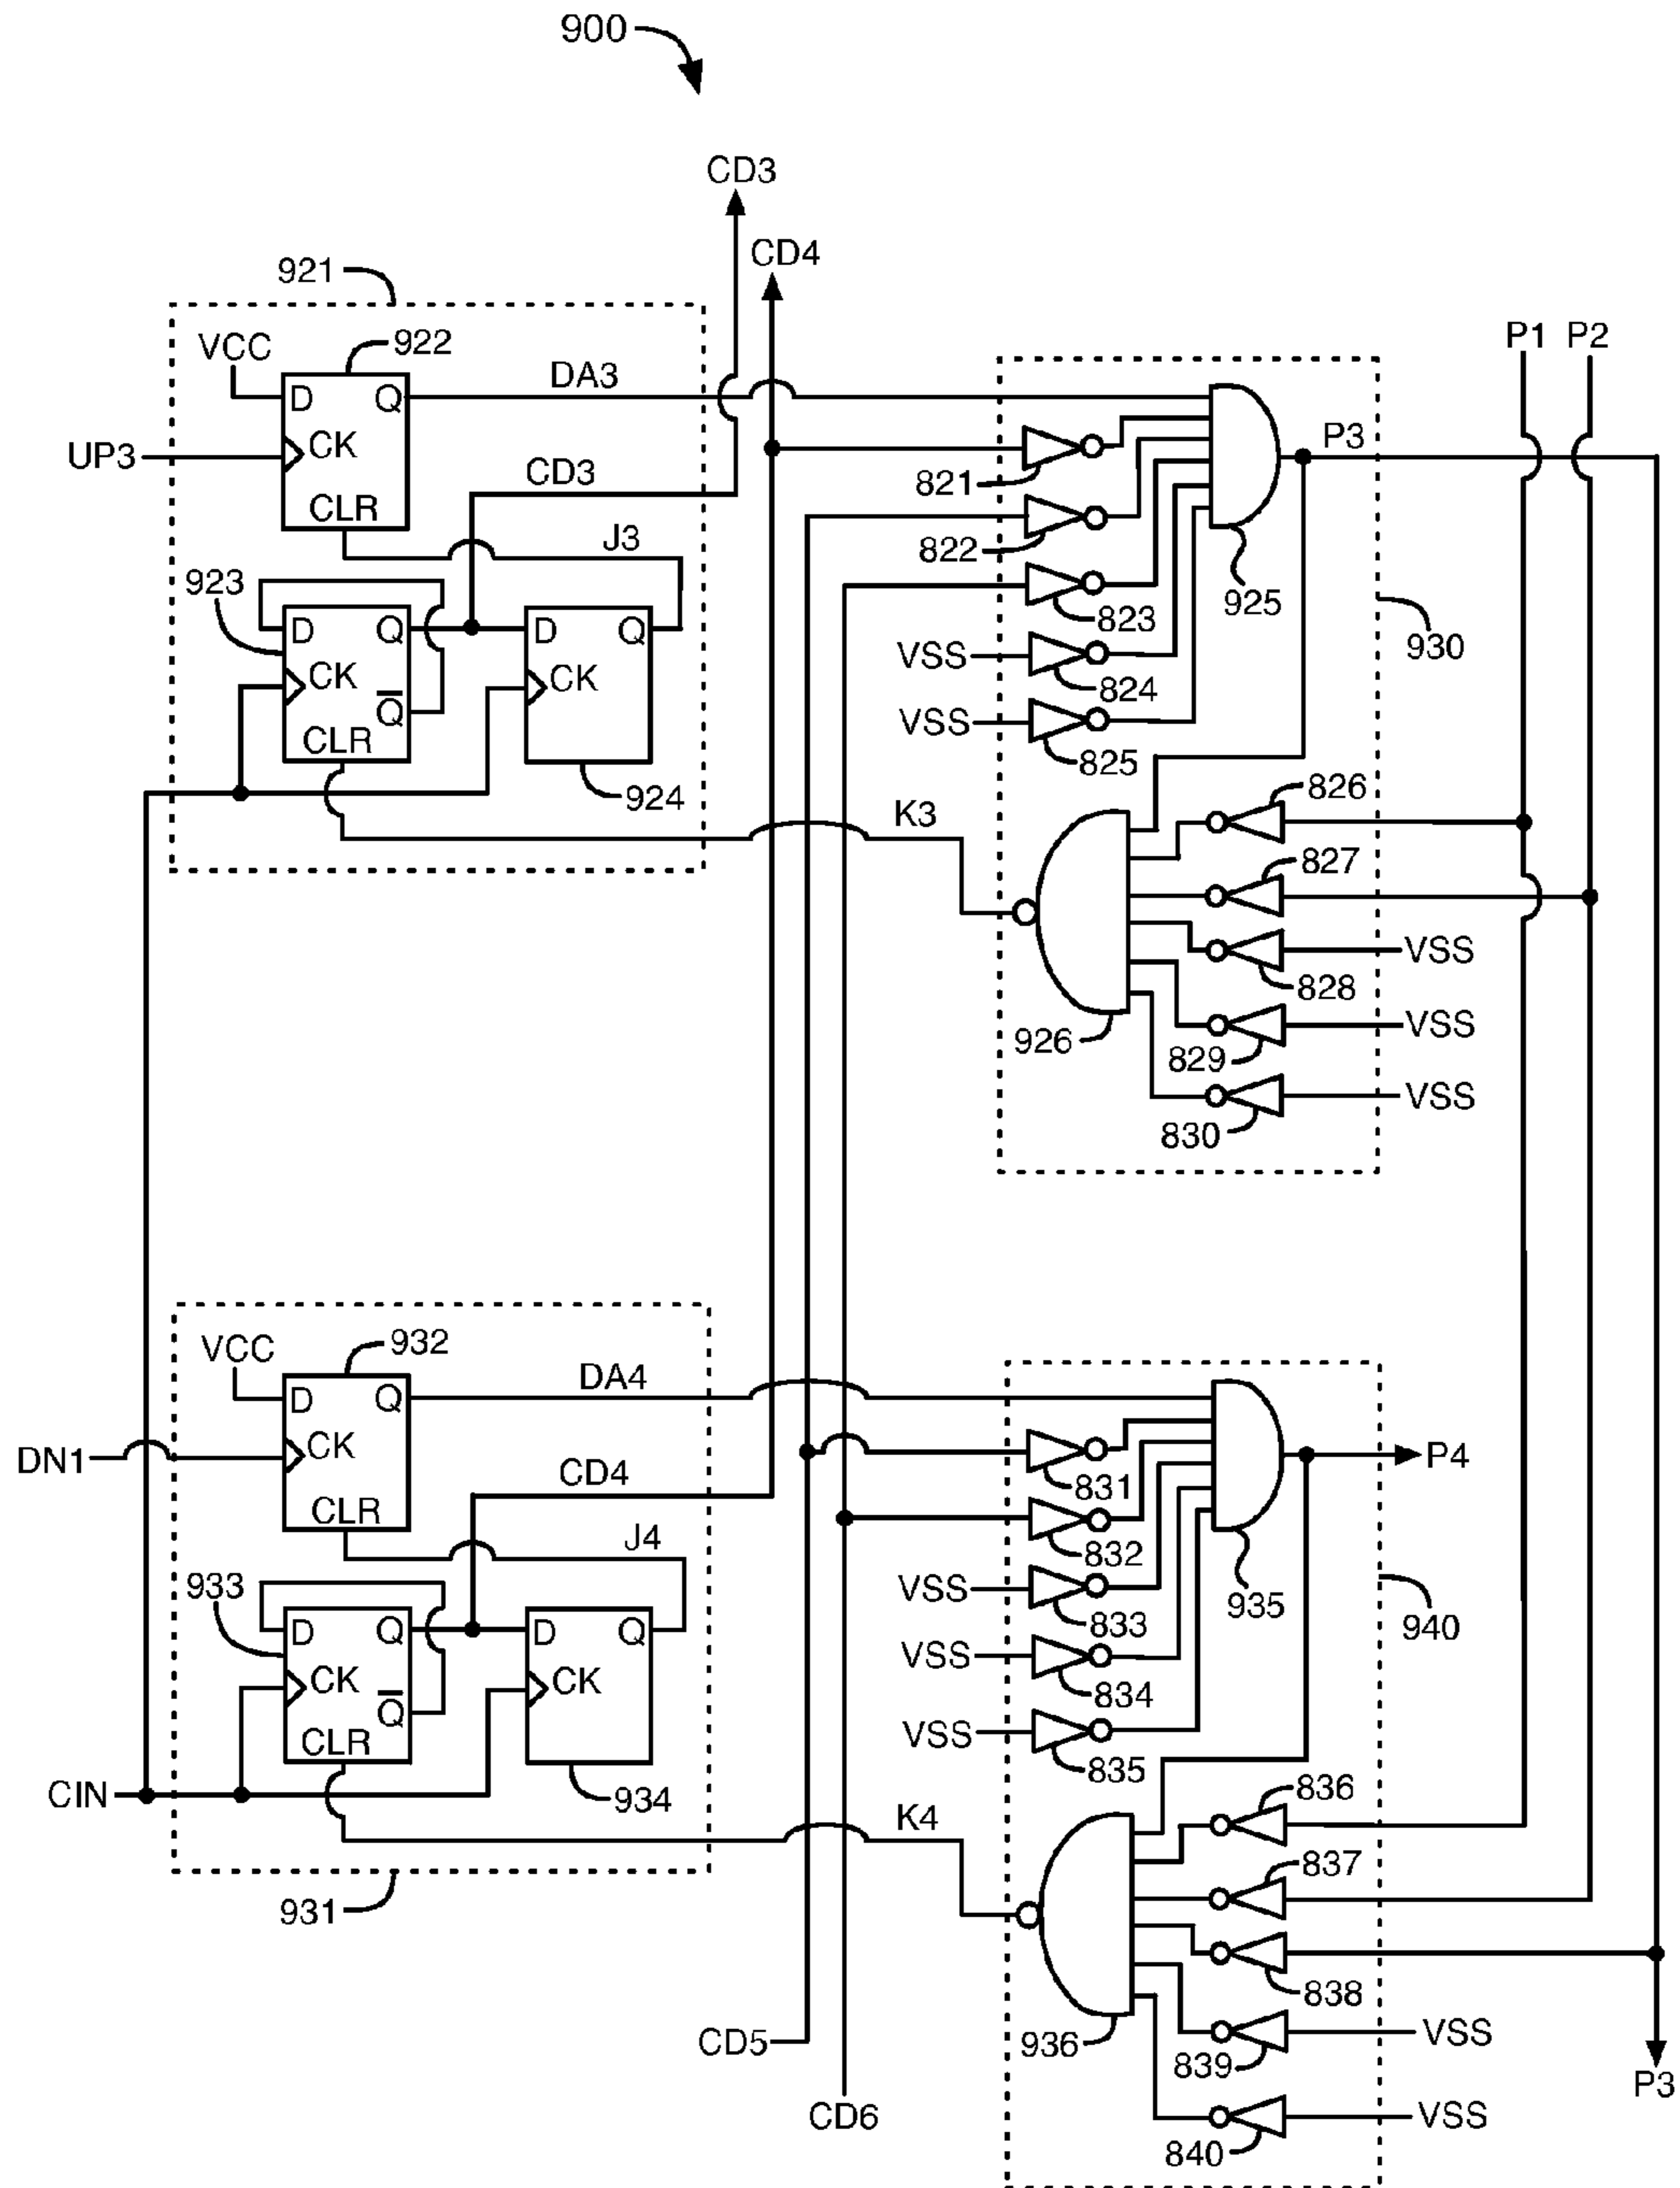 900
CD3
CD4
921
VCC
922
DA3
P1 P2
D Q
UP3
CK
CLR
821
P3
CD3
J3
822
925
923
D Q
D Q
823
930
CK
CK
VSS
824
Q
CLR
VSS
825
924
K3
826
827
VSS
828
926
VSS
829
VSS
830
VCC
932
DA4
D Q
DN1
CK
CLR
P4
CD4
831
J4
832
933
VSS
833
935
940
D Q
D Q
CK
CK
VSS
834
Q
CLR
VSS
835
CIN
934
K4
836
837
931
838
CD5
936
VSS
839
P3
CD6
VSS
840